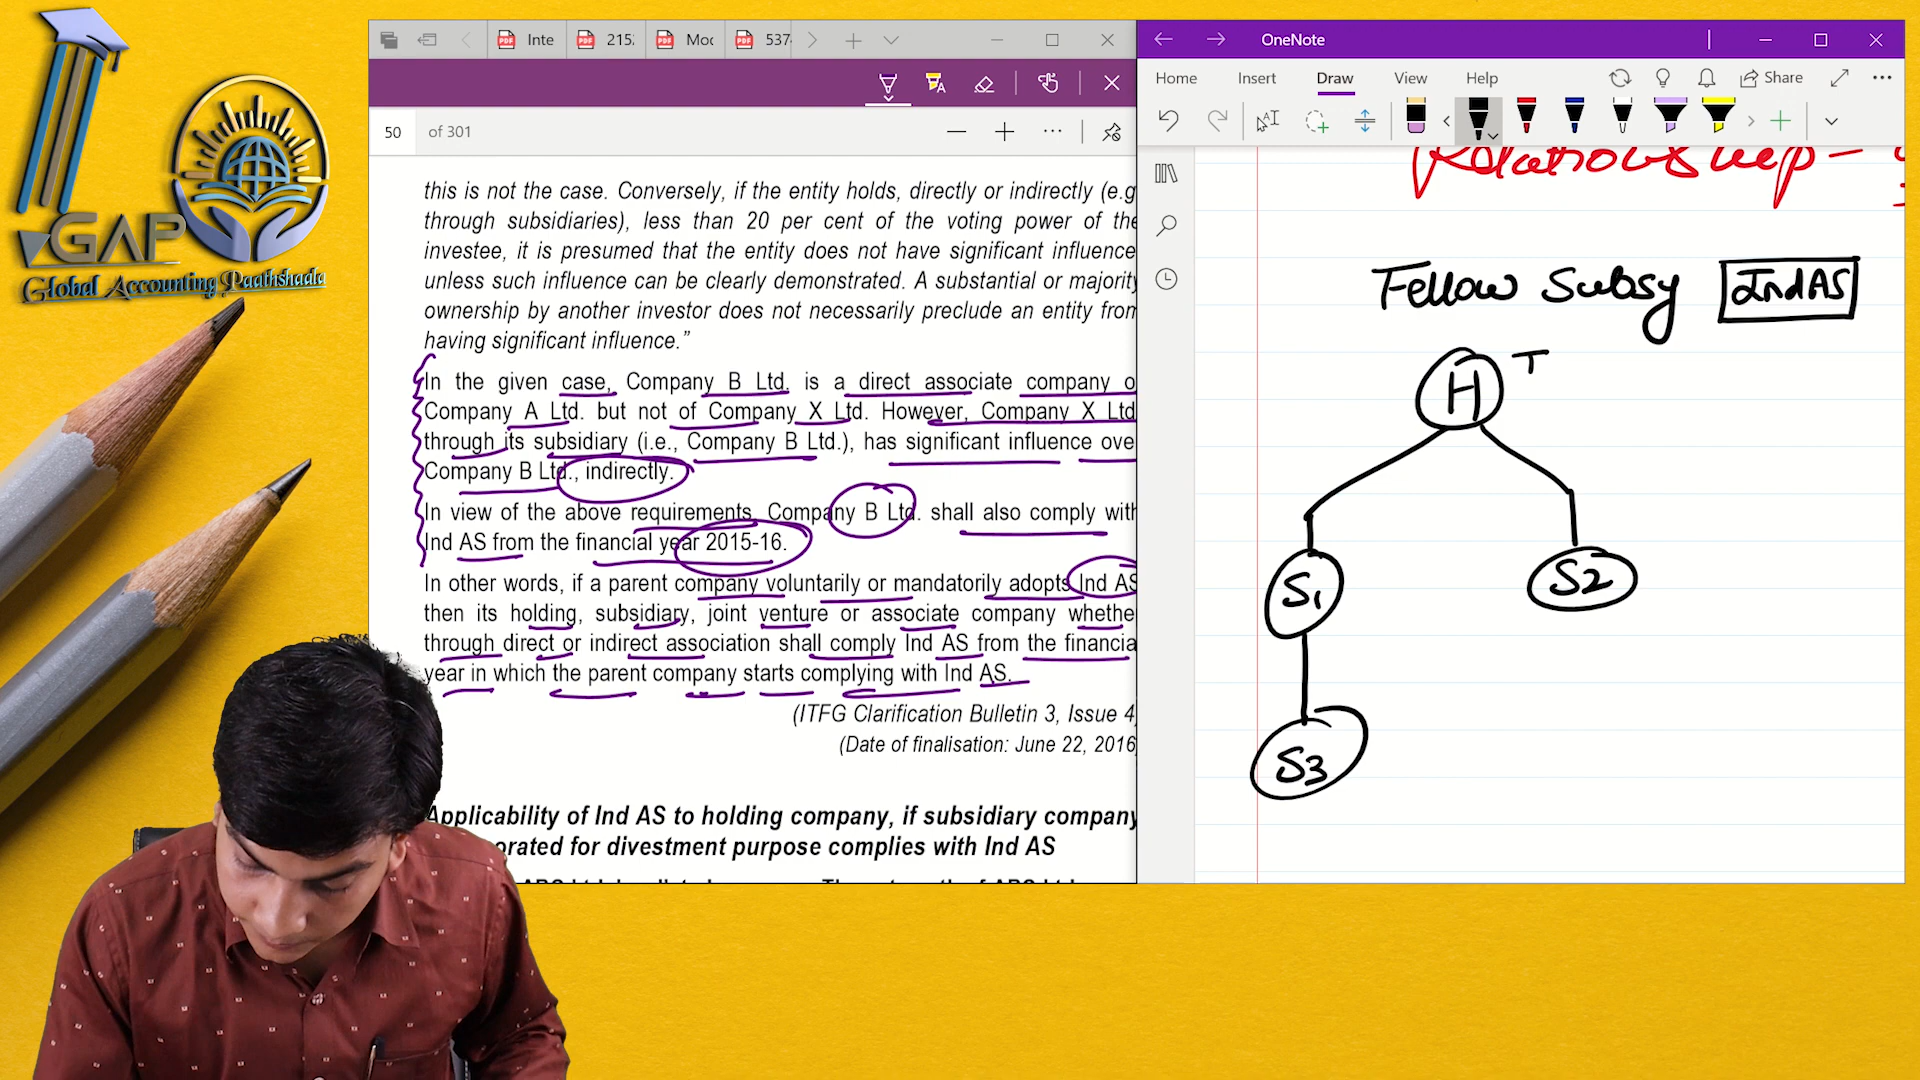 GAP
Global Accounting Paathshaala
Inte
215
Moc
537
50 of 301
this is not the case. Conversely, if the entity holds, directly or indirectly (e.g
through subsidiaries), less than 20 per cent of the voting power of the
investee, it is presumed that the entity does not have significant influence
unless such influence can be clearly demonstrated. A substantial or majority
ownership by another investor does not necessarily preclude an entity from
having significant influence.”
In the given case, Company B Ltd. is a direct associate company o
Company A Ltd. but not of Company X Ltd. However, Company X Ltd
through its subsidiary (i.e., Company B Ltd.), has significant influence ove
Company B Ltd., indirectly.
In view of the above requirements, Company B Ltd. shall also comply with
Ind AS from the financial year 2015-16.
In other words, if a parent company voluntarily or mandatorily adopts Ind AS
then its holding, subsidiary, joint venture or associate company whethe
through direct or indirect association shall comply Ind AS from the financia
year in which the parent company starts complying with Ind AS.
(ITFG Clarification Bulletin 3, Issue 4
(Date of finalisation: June 22, 2016
Applicability of Ind AS to holding company, if subsidiary company
orated for divestment purpose complies with Ind AS
OneNote
Home Insert Draw View Help
Share
Fellow Subsy IndAS
H T
S1 S2
S3